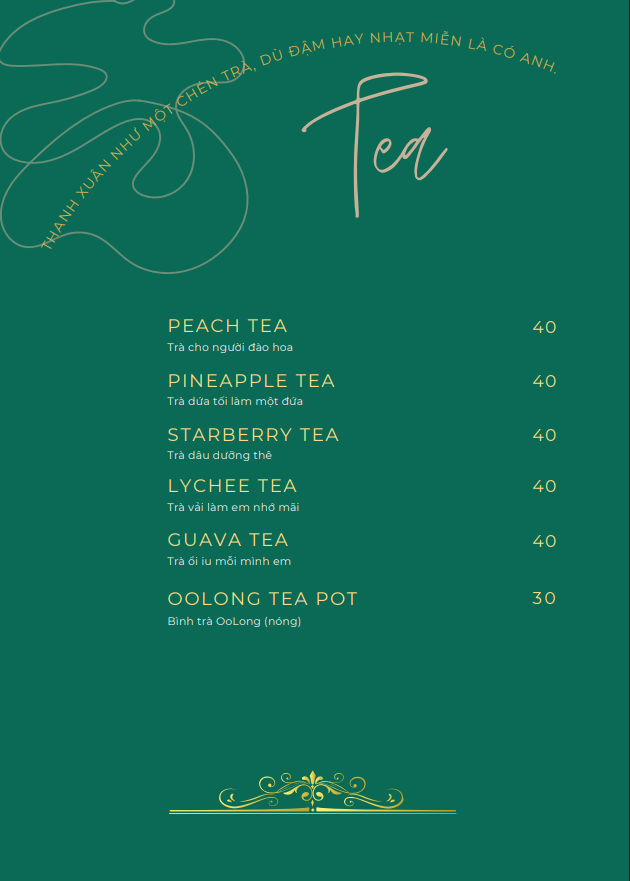 THANH XUÂN NHƯ MỘT CHÉN TRÀ, DÙ ĐẬM HAY NHẠT MIỄN LÀ CÓ ANH.
Tea
PEACH TEA 40
Trà cho người đào hoa
PINEAPPLE TEA 40
Trà dứa tối làm một đứa
STARBERRY TEA 40
Trà dâu dưỡng thê
LYCHEE TEA 40
Trà vải làm em nhớ mãi
GUAVA TEA 40
Trà ổi iu mỗi mình em
OOLONG TEA POT 30
Bình trà OoLong (nóng)